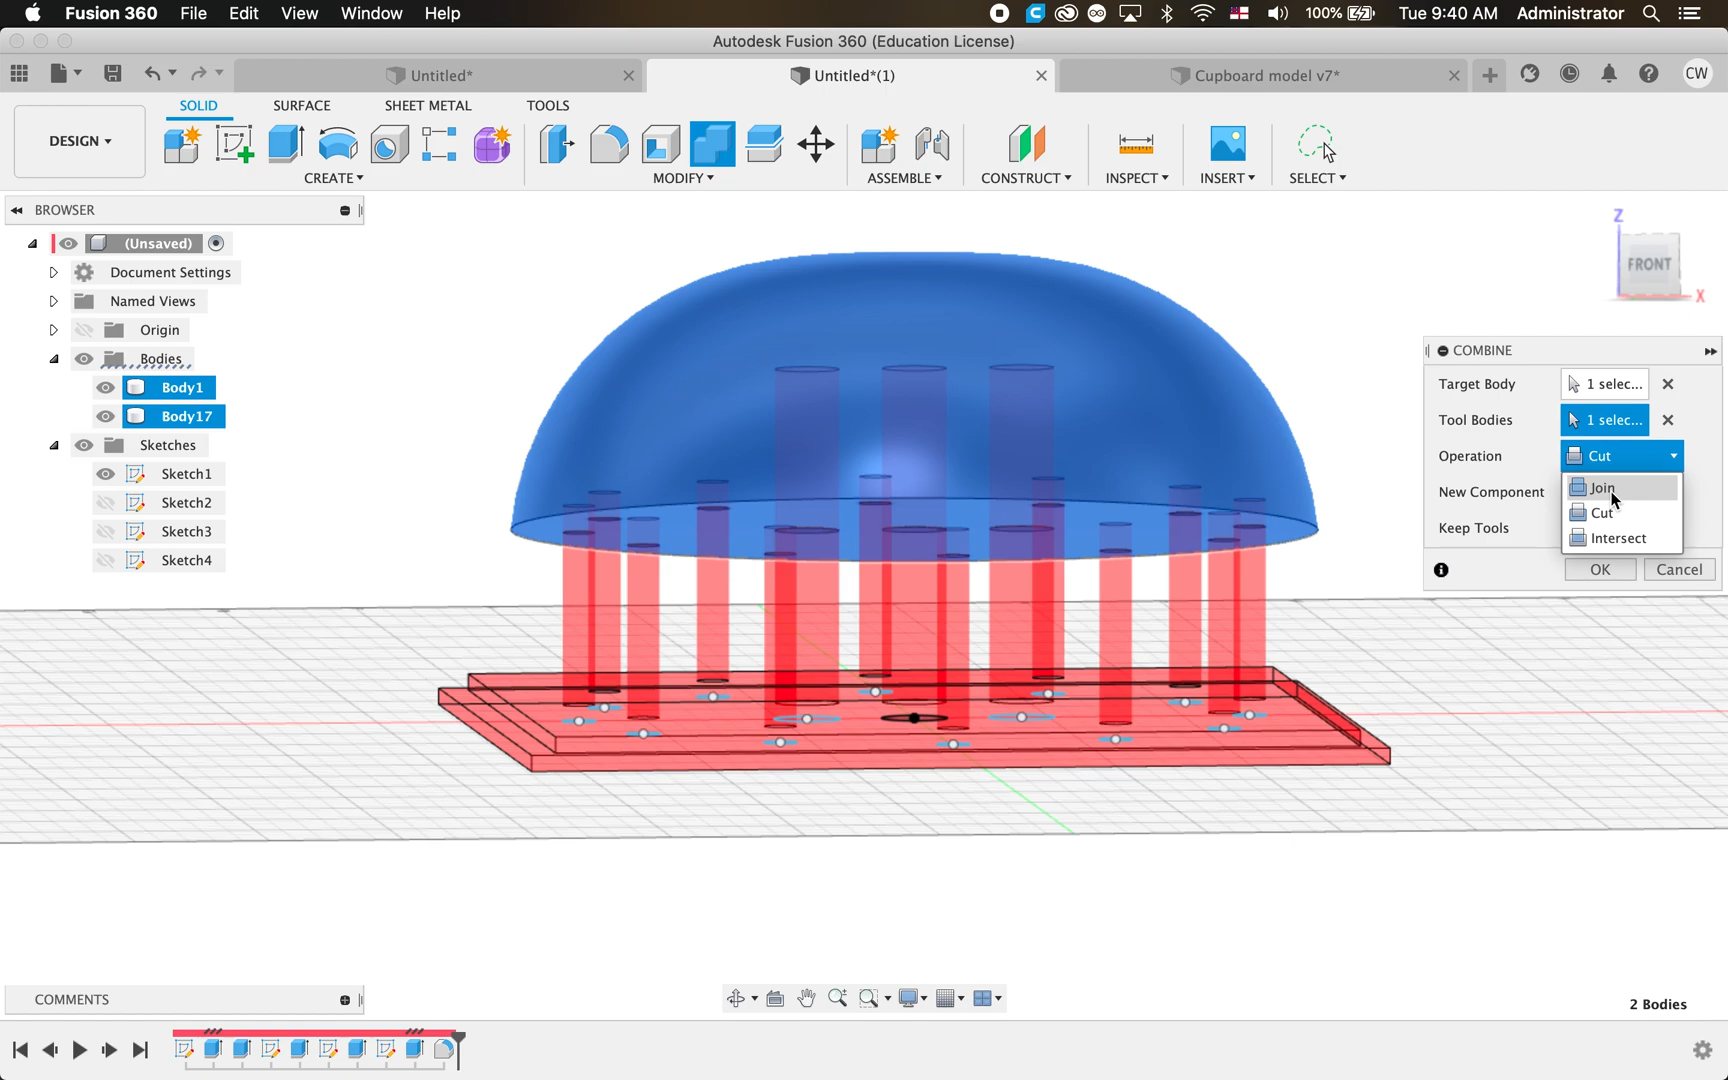 Fusion 360 File Edit View Window Help 100% Tue 9:40 AM Administrator
Autodesk Fusion 360 (Education License)
Untitled* Untitled*(1) Cupboard model v7* CW
SOLID SURFACE SHEET METAL TOOLS
DESIGN
CREATE MODIFY ASSEMBLE CONSTRUCT INSPECT INSERT SELECT
BROWSER
(Unsaved)
Document Settings
Named Views
Origin
Bodies
Body1
Body17
Sketches
Sketch1
Sketch2
Sketch3
Sketch4
Z
FRONT
X
COMBINE
Target Body 1 selec...
Tool Bodies 1 selec...
Operation Cut
Join
New Component
Cut
Keep Tools
Intersect
OK Cancel
COMMENTS
2 Bodies